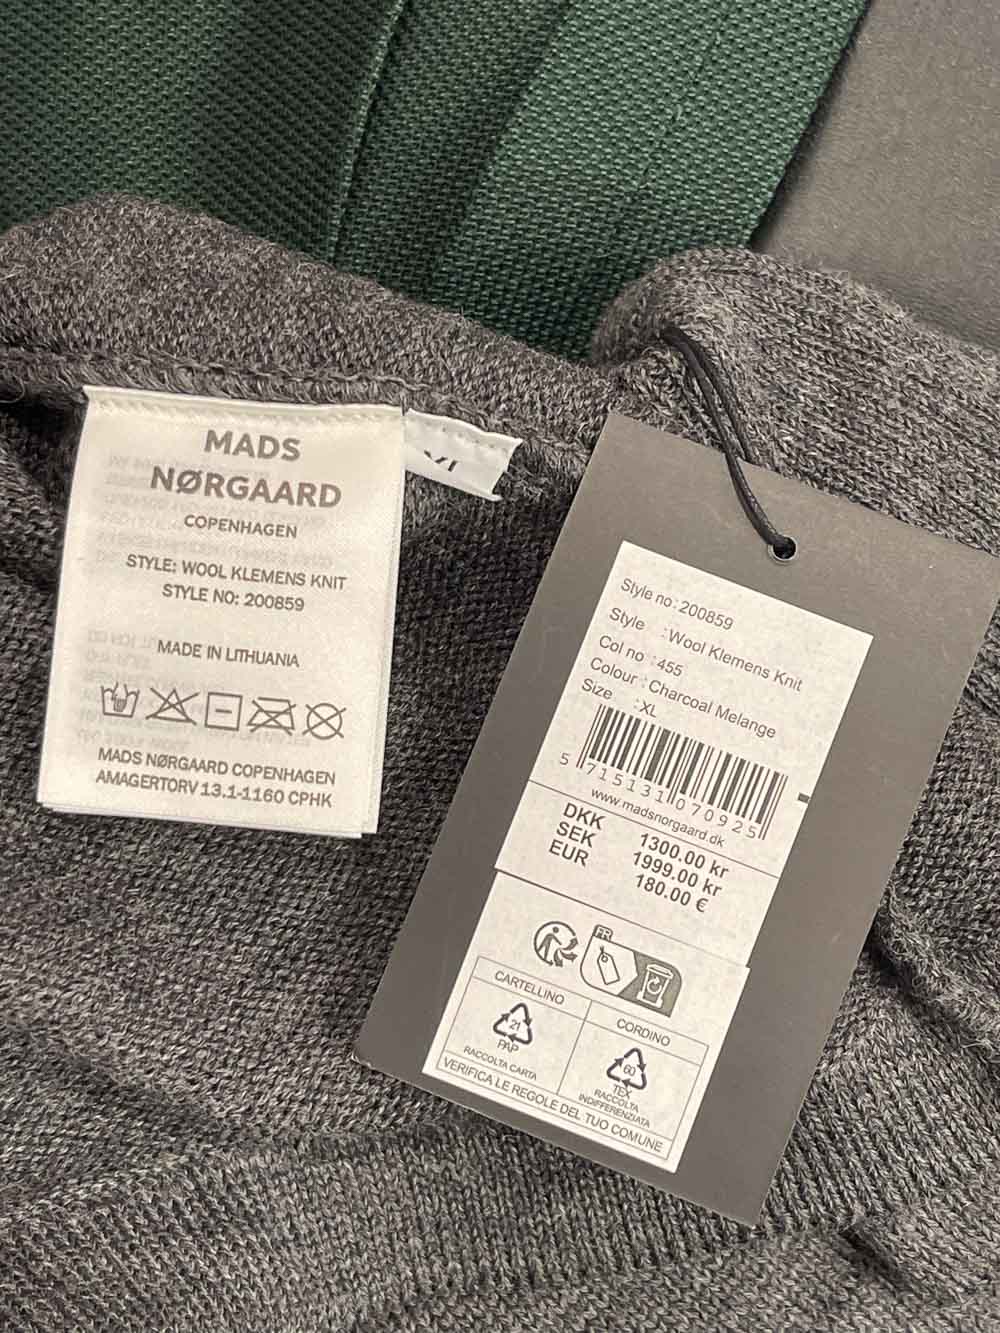 MADS
NØRGAARD
COPENHAGEN
STYLE: WOOL KLEMENS KNIT
STYLE NO: 200859
MADE IN LITHUANIA
MADS NØRGAARD COPENHAGEN
AMAGERTORV 13.1-1160 CPHK
XL
Style no : 200859
Style : Wool Klemens Knit
Col no : 455
Colour : Charcoal Melange
Size : XL
5 715131 070925
www.madsnorgaard.dk
DKK 1300.00 kr
SEK 1999.00 kr
EUR 180.00 €
FR
CARTELLINO
21
PAP
RACCOLTA CARTA
CORDINO
60
TEX
RACCOLTA
INDIFFERENZIATA
VERIFICA LE REGOLE DEL TUO COMUNE